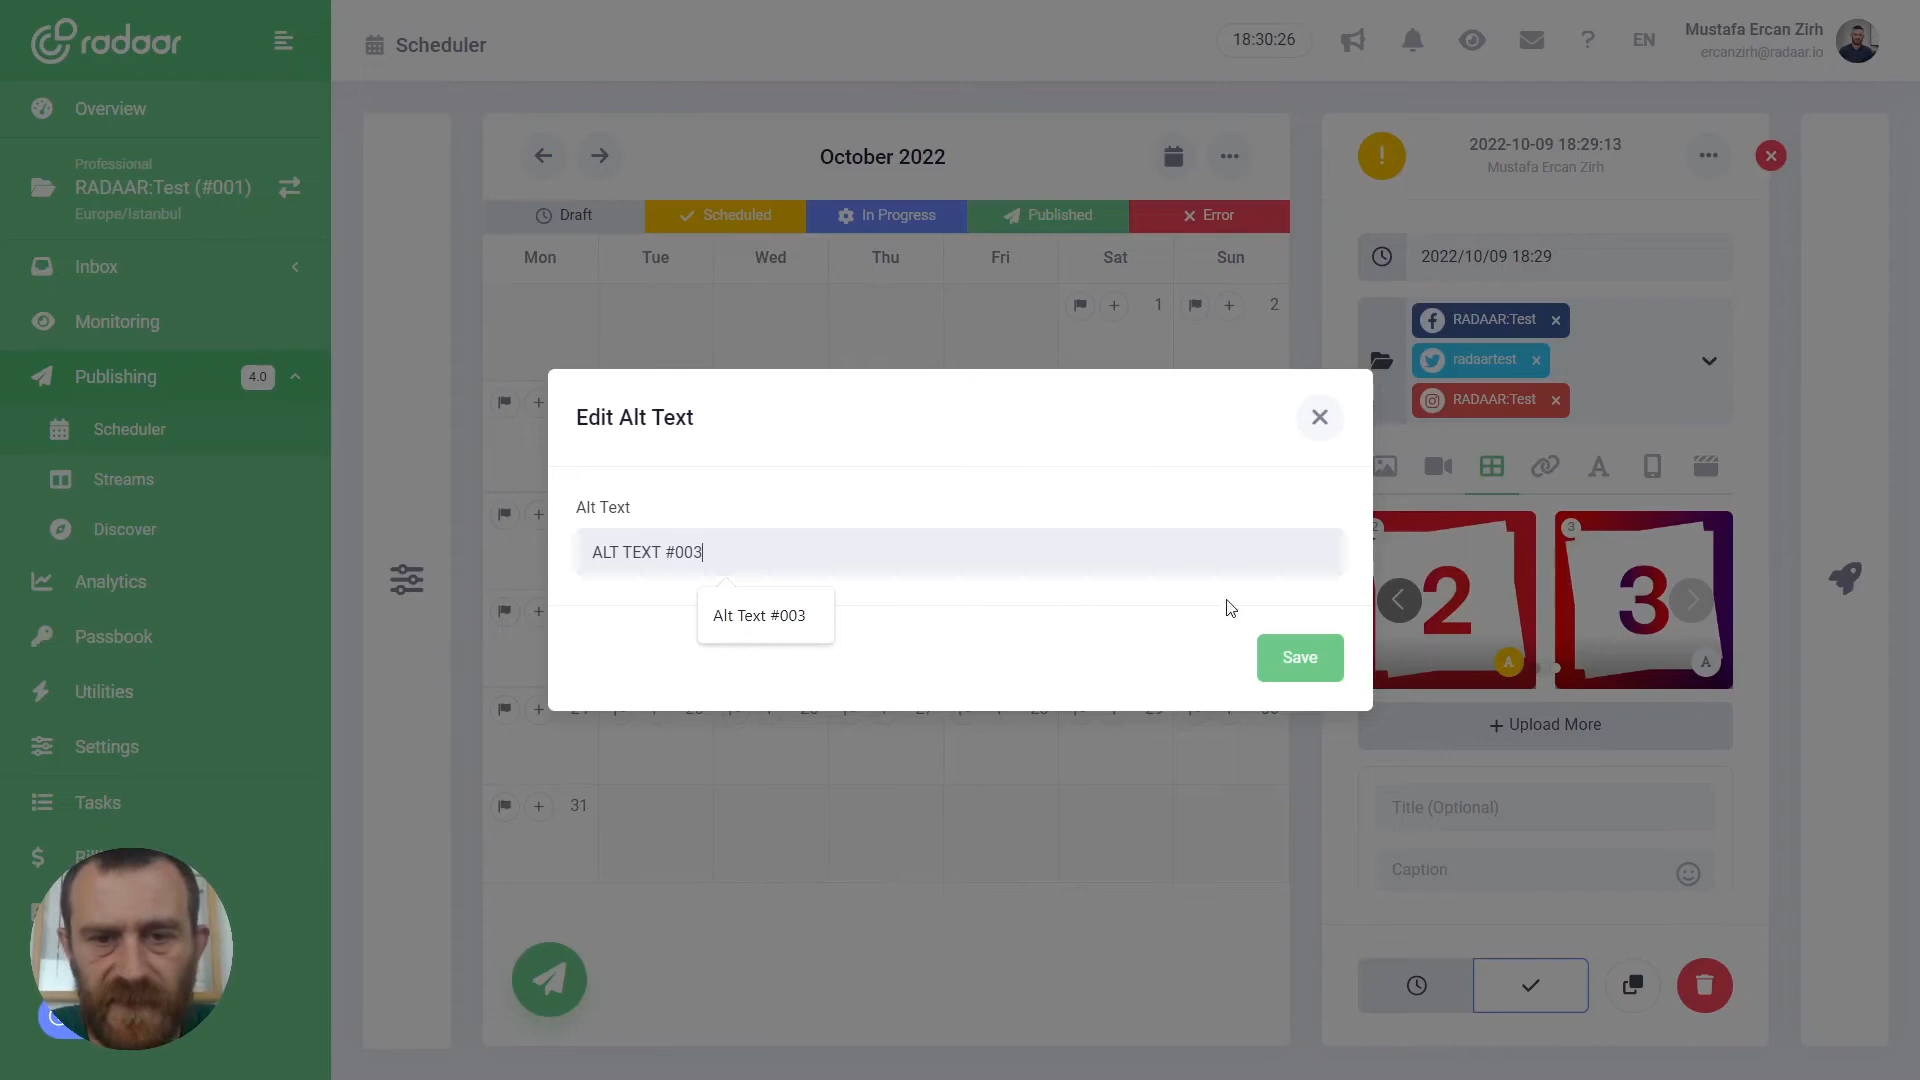 radaar
Scheduler
18:30:26
EN
Mustafa Ercan Zirh
ercanzirh@radaar.io
Overview
Professional
RADAAR:Test (#001)
Europe/Istanbul
Inbox
Monitoring
Publishing
4.0
Scheduler
Streams
Discover
Analytics
Passbook
Utilities
Settings
Tasks
October 2022
Draft
Scheduled
In Progress
Published
Error
Mon
Tue
Wed
Thu
Fri
Sat
Sun
1
2
31
Edit Alt Text
Alt Text
ALT TEXT #003
Alt Text #003
Save
2022-10-09 18:29:13
Mustafa Ercan Zirh
2022/10/09 18:29
RADAAR:Test
radaartest
RADAAR:Test
2
3
2
3
A
A
Upload More
Title (Optional)
Caption